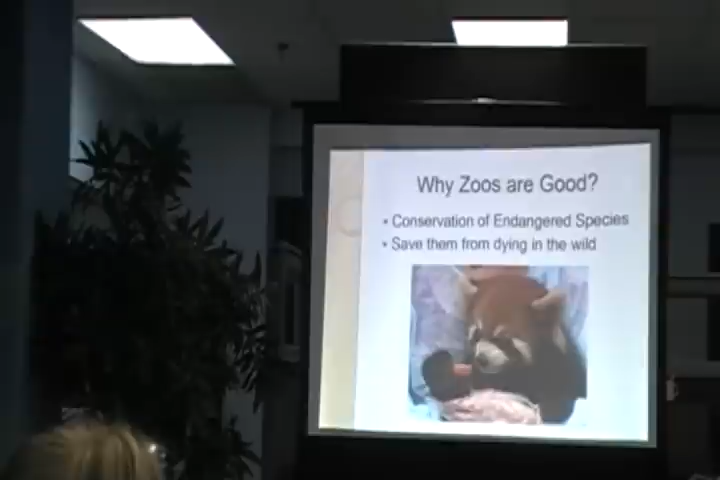 Why Zoos are Good?
• Conservation of Endangered Species
• Save them from dying in the wild